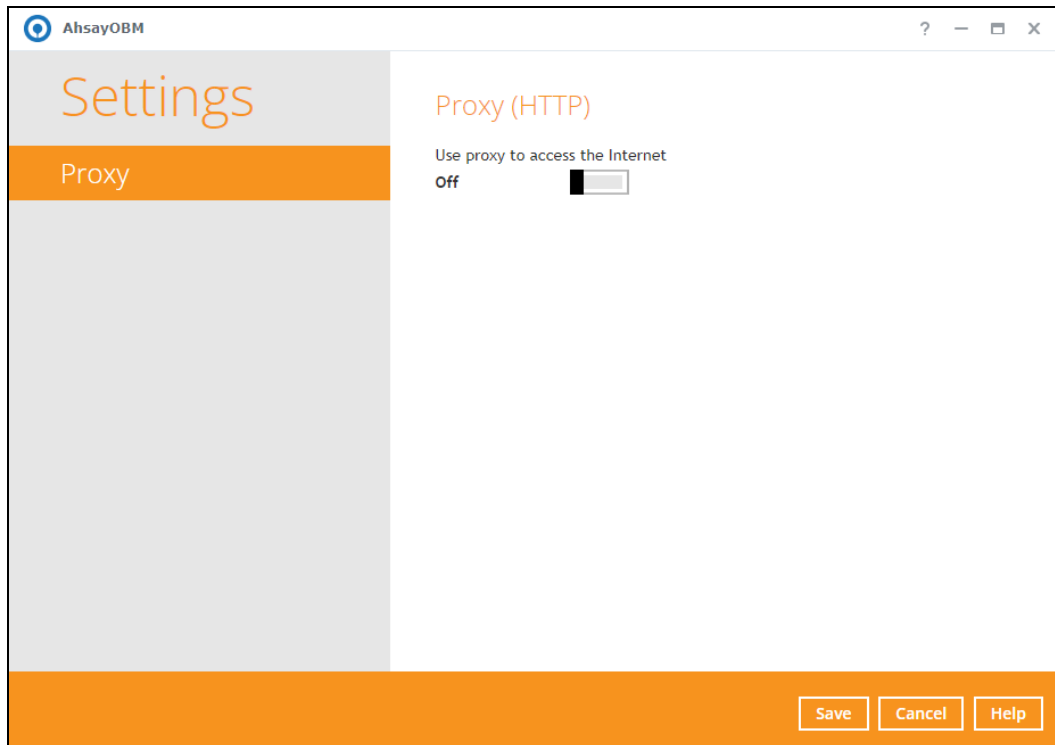 AhsayOBM
?
Settings
Proxy
Proxy (HTTP)
Use proxy to access the Internet
Off
Save
Cancel
Help